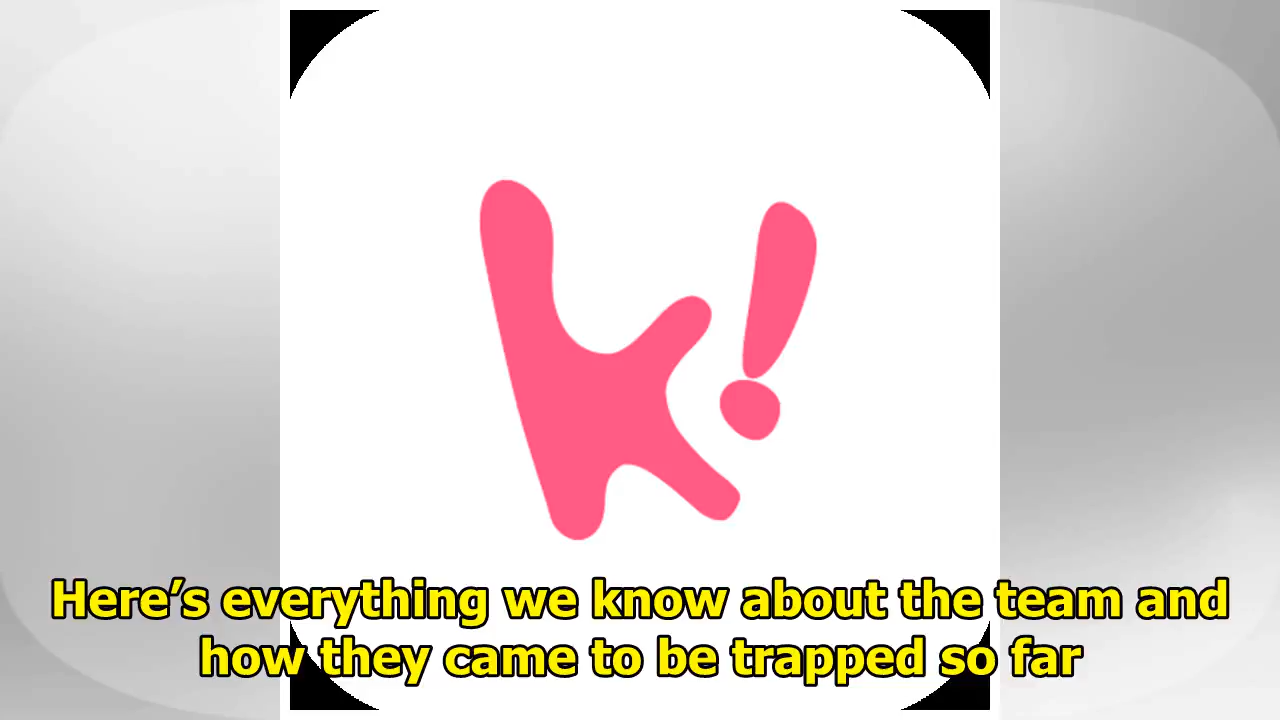 k!
Here’s everything we know about the team and
how they came to be trapped so far